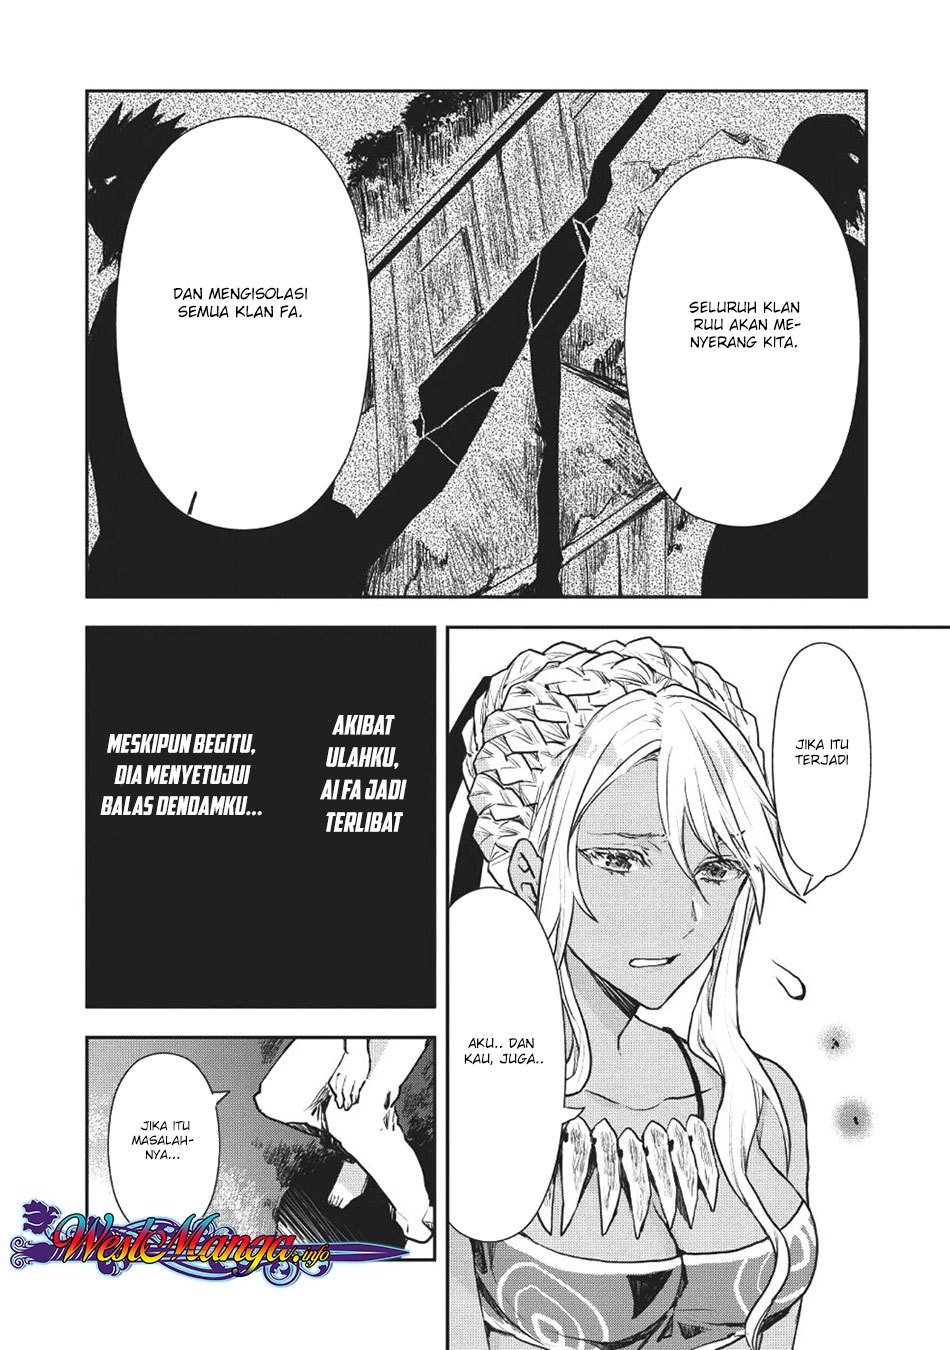 SELURUH KLAN
RUU AKAN ME-
NYERANG KITA.
DAN MENGISOLASI
SEMUA KLAN FA.
JIKA ITU
TERJADI
AKU.. DAN
KAU, JUGA..
AKIBAT
ULAHKU,
AI FA JADI
TERLIBAT
MESKIPUN BEGITU,
DIA MENYETUJUI
BALAS DENDAMKU...
JIKA ITU
MASALAH-
NYA...
WestManga.info